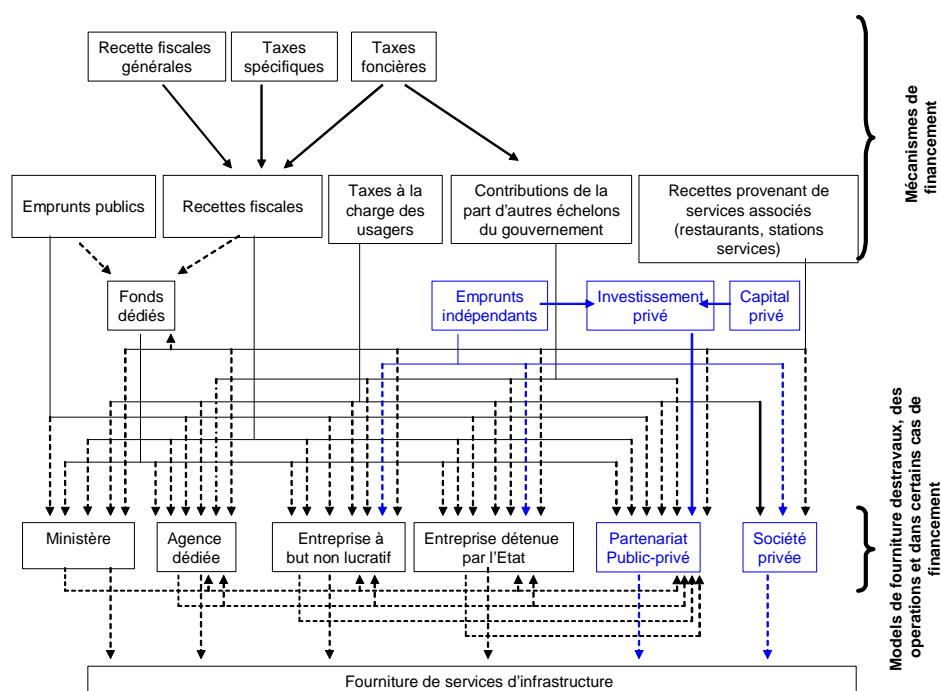 Recette fiscales
générales
Taxes
spécifiques
Taxes
foncières
Mécanismes de
financement
Emprunts publics
Recettes fiscales
Taxes à la
charge des
usagers
Contributions de la
part d'autres échelons
du gouvernement
Recettes provenant de
services associés
(restaurants, stations
services)
Fonds
dédiés
Emprunts
indépendants
Investissement
privé
Capital
privé
Models de fourniture destravaux, des
operations et dans certains cas de
financement
Ministère
Agence
dédiée
Entreprise à
but non lucratif
Entreprise détenue
par l'Etat
Partenariat
Public-privé
Société
privée
Fourniture de services d'infrastructure